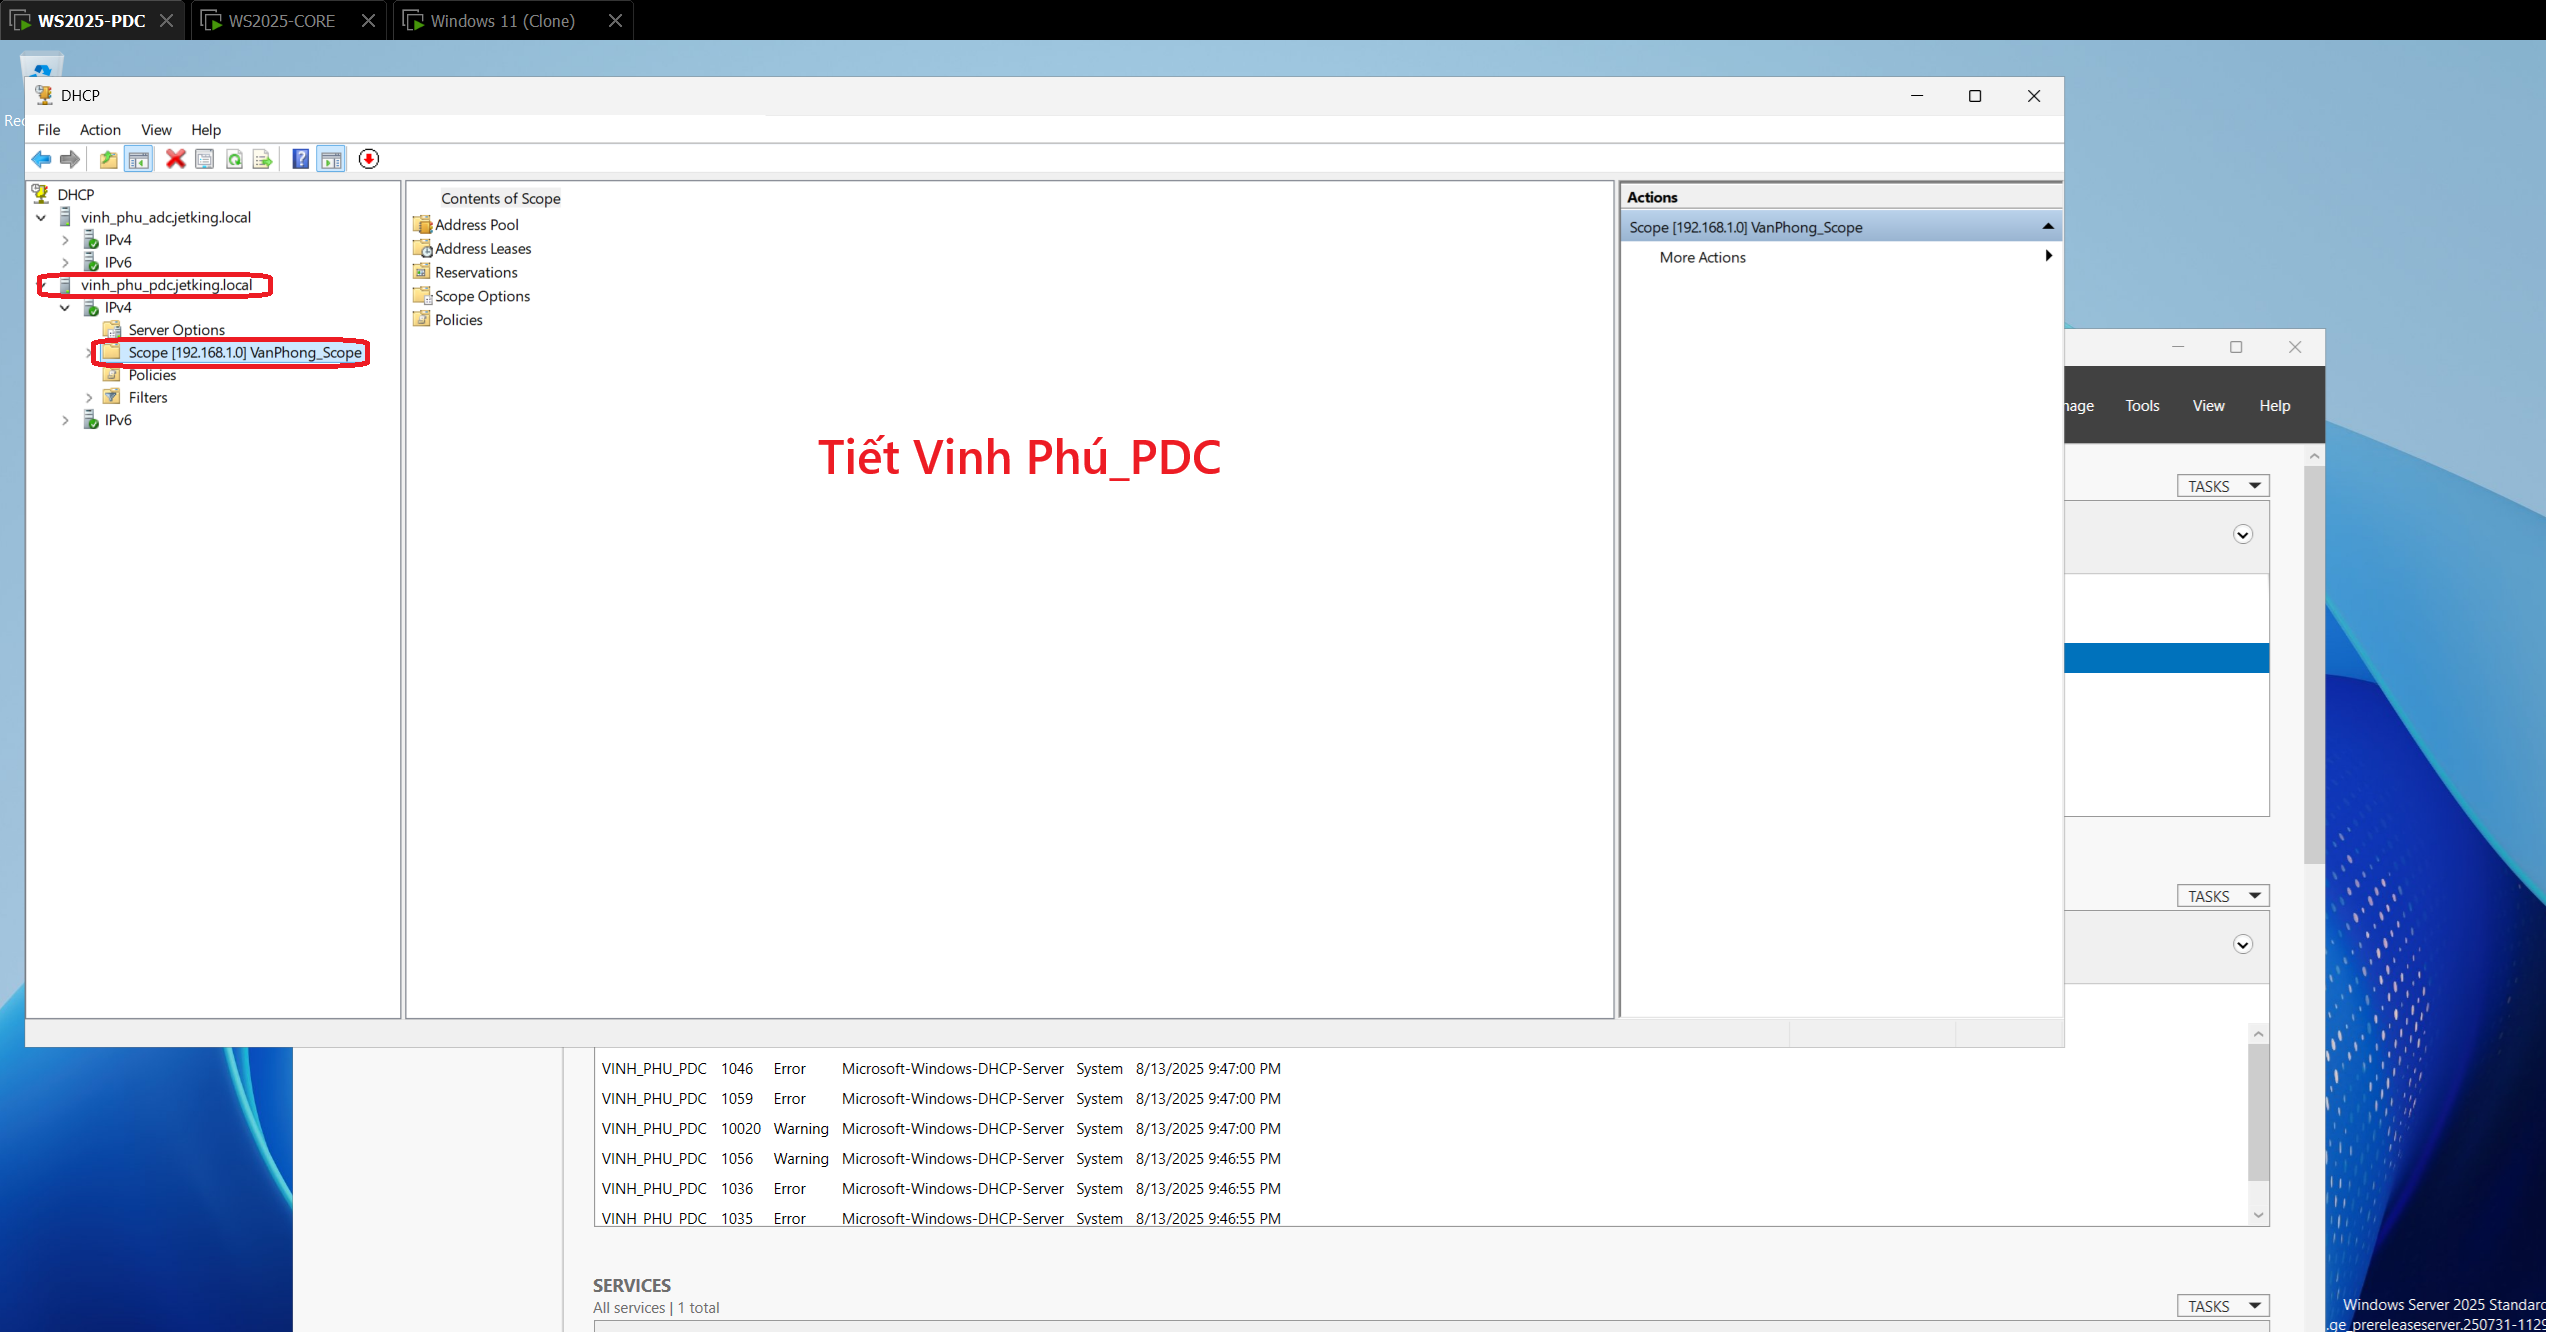 WS2025-PDC
WS2025-CORE
Windows 11 (Clone)
DHCP
File Action View Help
DHCP
vinh_phu_adc.jetking.local
IPv4
IPv6
vinh_phu_pdc.jetking.local
IPv4
Server Options
Scope [192.168.1.0] VanPhong_Scope
Policies
Filters
IPv6
Contents of Scope
Address Pool
Address Leases
Reservations
Scope Options
Policies
Tiết Vinh Phú_PDC
Actions
Scope [192.168.1.0] VanPhong_Scope
More Actions
Tools View Help
TASKS
TASKS
VINH_PHU_PDC 1046 Error Microsoft-Windows-DHCP-Server System 8/13/2025 9:47:00 PM
VINH_PHU_PDC 1059 Error Microsoft-Windows-DHCP-Server System 8/13/2025 9:47:00 PM
VINH_PHU_PDC 10020 Warning Microsoft-Windows-DHCP-Server System 8/13/2025 9:47:00 PM
VINH_PHU_PDC 1056 Warning Microsoft-Windows-DHCP-Server System 8/13/2025 9:46:55 PM
VINH_PHU_PDC 1036 Error Microsoft-Windows-DHCP-Server System 8/13/2025 9:46:55 PM
VINH_PHU_PDC 1035 Error Microsoft-Windows-DHCP-Server System 8/13/2025 9:46:55 PM
SERVICES
All services | 1 total
TASKS
Windows Server 2025 Standard